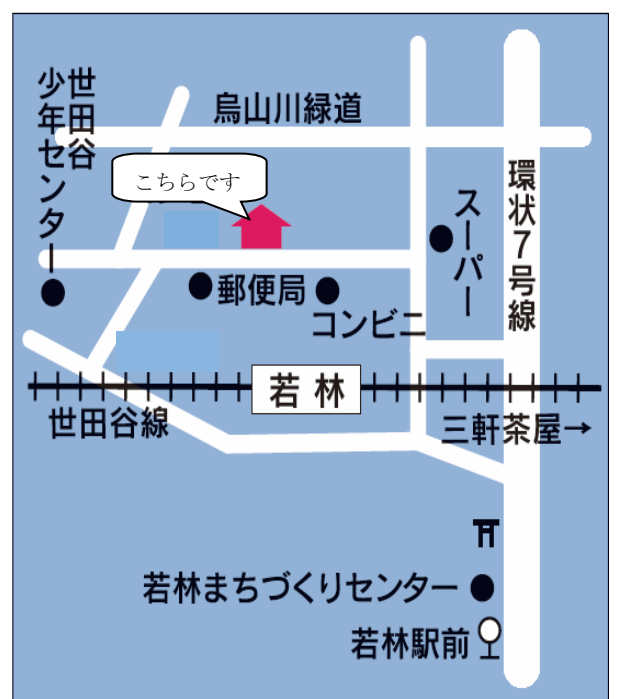 世田谷
少年センター
烏山川緑道
こちらです
環状7号線
スーパー
郵便局
コンビニ
若林
世田谷線
三軒茶屋→
若林まちづくりセンター
若林駅前